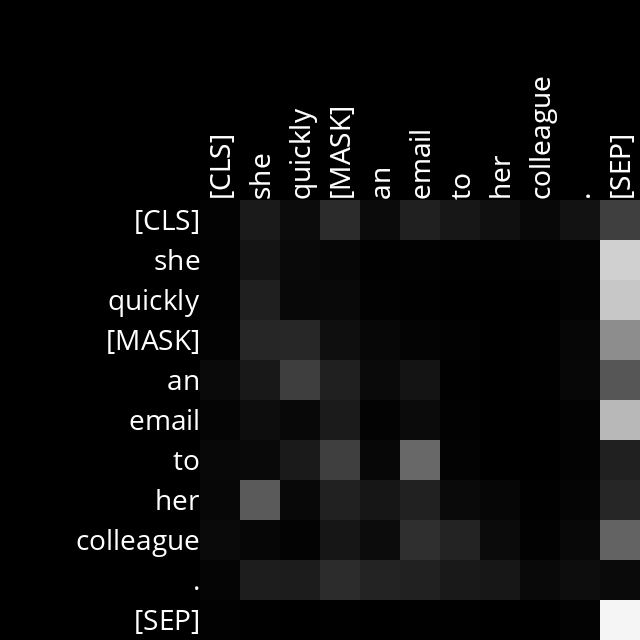 [CLS]
she
quickly
[MASK]
an
email
to
her
colleague
.
[SEP]
[CLS]
she
quickly
[MASK]
an
email
to
her
colleague
.
[SEP]